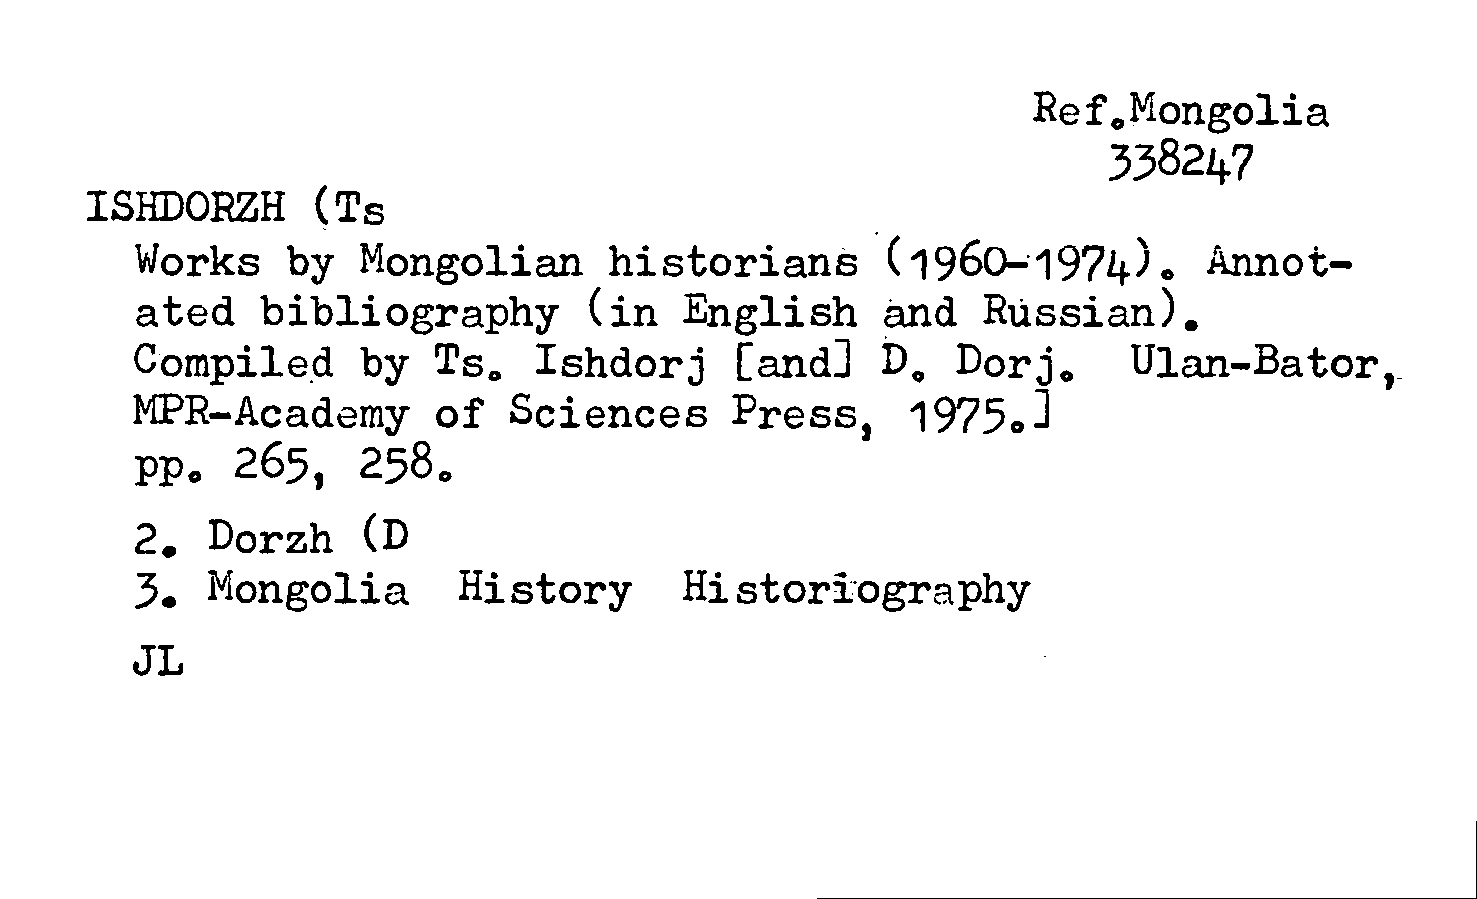 Ref.Mongolia
338247
ISHDORZH (Ts
Works by Mongolian historians (1960-1974). Annot-
ated bibliography (in English and Russian).
Compiled by Ts. Ishdorj [and] D. Dorj. Ulan-Bator,
MPR-Academy of Sciences Press, 1975.]
pp. 265, 258.
2. Dorzh (D
3. Mongolia History Historiography
JL